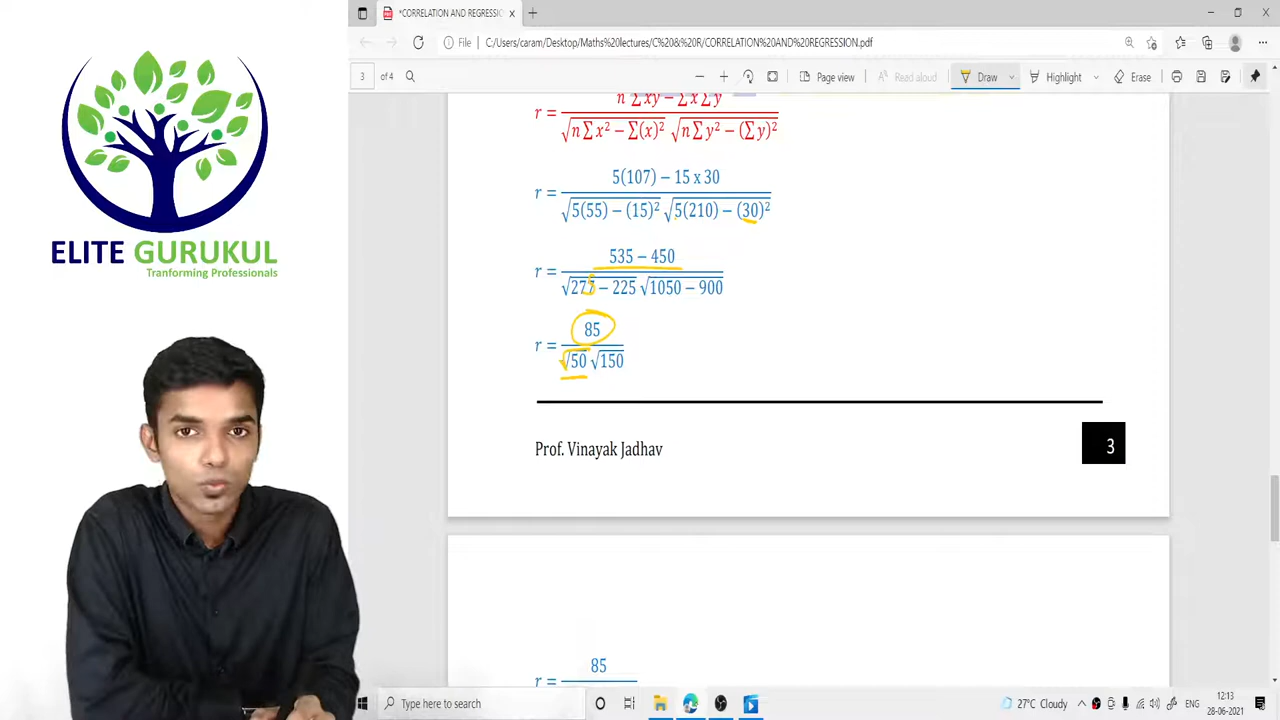 *CORRELATION AND REGRESSI
File
C:/Users/caram/Desktop/Maths%20lectures/C%20&%20R/CORRELATION%20AND%20REGRESSION.pdf
3 of 4
Page view
Read aloud
Draw
Highlight
Erase
ELITE GURUKUL
Tranforming Professionals
n ∑ xy − ∑ x ∑ y
r =
√n ∑ x² − ∑(x)² √n ∑ y² − (∑ y)²
5(107) − 15 x 30
r =
√5(55) − (15)² √5(210) − (30)²
535 − 450
r =
√275 − 225 √1050 − 900
85
r =
√50 √150
Prof. Vinayak Jadhav
3
85
r =
Type here to search
27°C Cloudy
ENG
12:13
28-06-2021